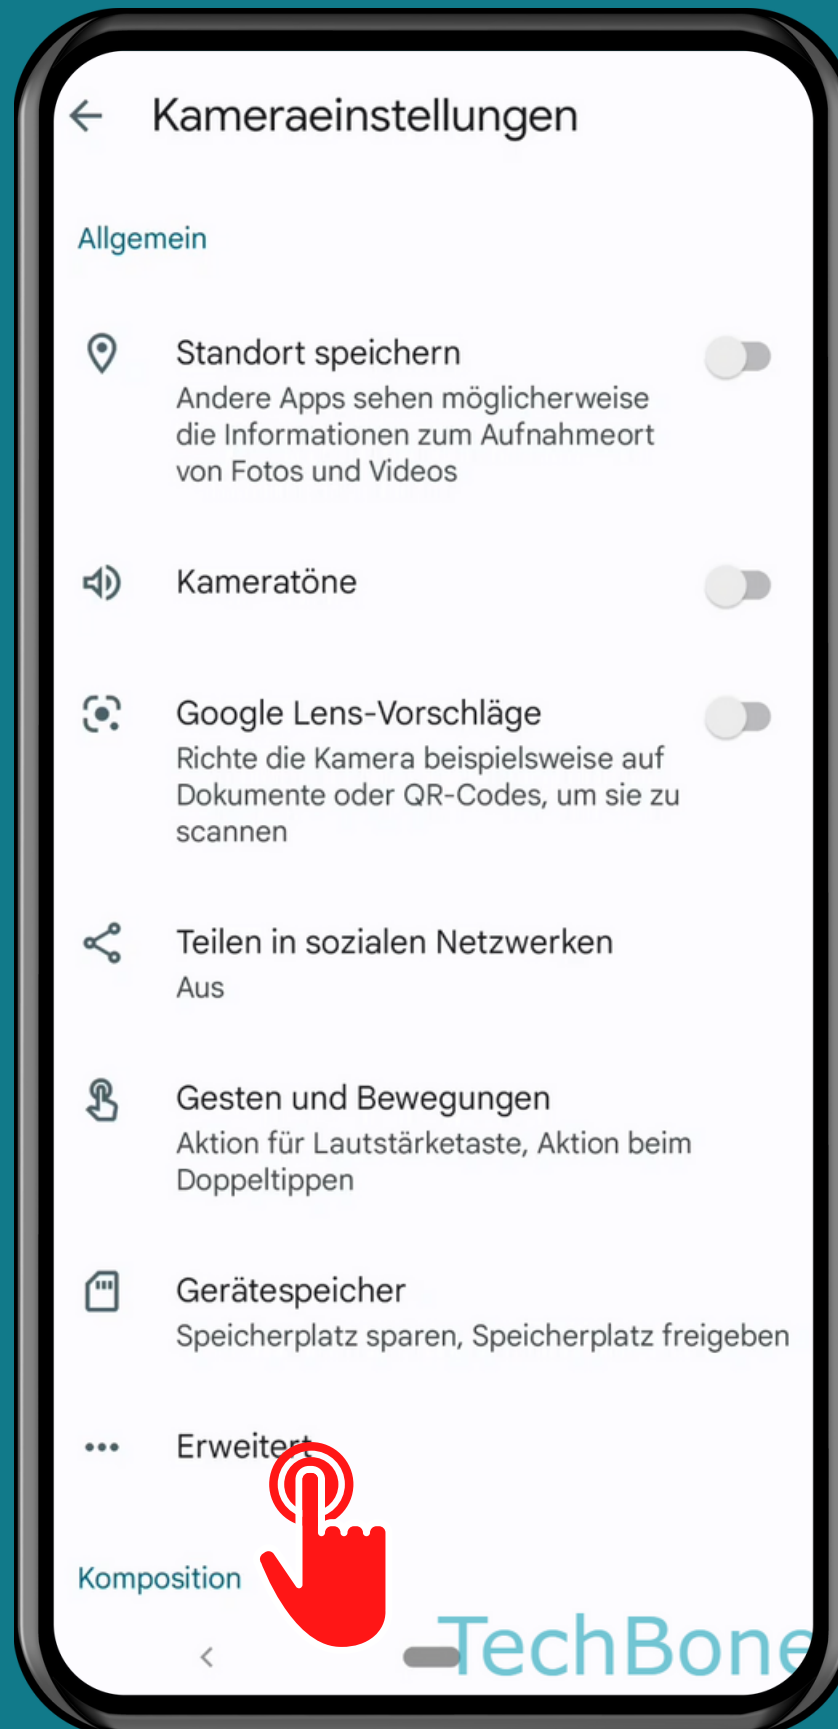 Kameraeinstellungen
Allgemein
Standort speichern
Andere Apps sehen möglicherweise
die Informationen zum Aufnahmeort
von Fotos und Videos
Kameratöne
Google Lens-Vorschläge
Richte die Kamera beispielsweise auf
Dokumente oder QR-Codes, um sie zu
scannen
Teilen in sozialen Netzwerken
Aus
Gesten und Bewegungen
Aktion für Lautstärketaste, Aktion beim
Doppeltippen
Gerätespeicher
Speicherplatz sparen, Speicherplatz freigeben
Erweitert
Komposition
TechBone